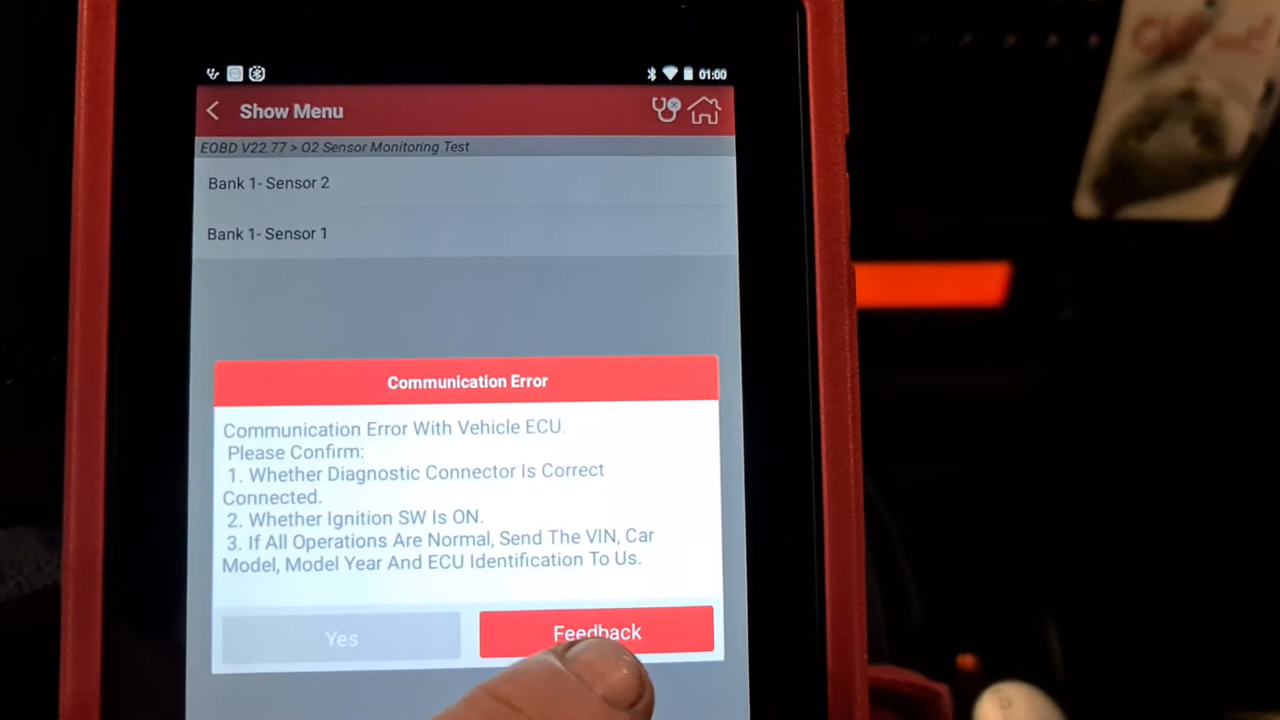 01:00
Show Menu
EOBD V22.77 > O2 Sensor Monitoring Test
Bank 1- Sensor 2
Bank 1- Sensor 1
Communication Error
Communication Error With Vehicle ECU.
Please Confirm:
1. Whether Diagnostic Connector Is Correct
Connected.
2. Whether Ignition SW Is ON.
3. If All Operations Are Normal, Send The VIN, Car
Model, Model Year And ECU Identification To Us.
Yes
Feedback